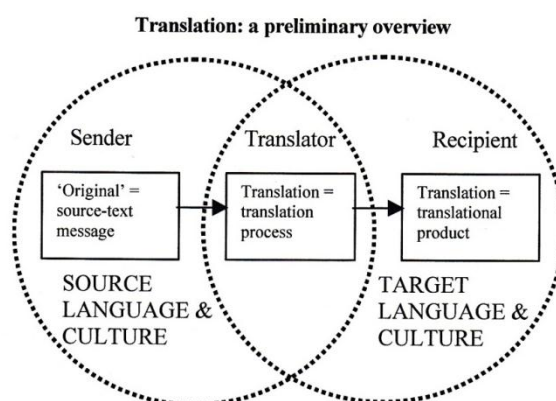 Translation: a preliminary overview
Sender
Translator
Recipient
‘Original’ =
source-text
message
Translation =
translation
process
Translation =
translational
product
SOURCE
LANGUAGE &
CULTURE
TARGET
LANGUAGE &
CULTURE